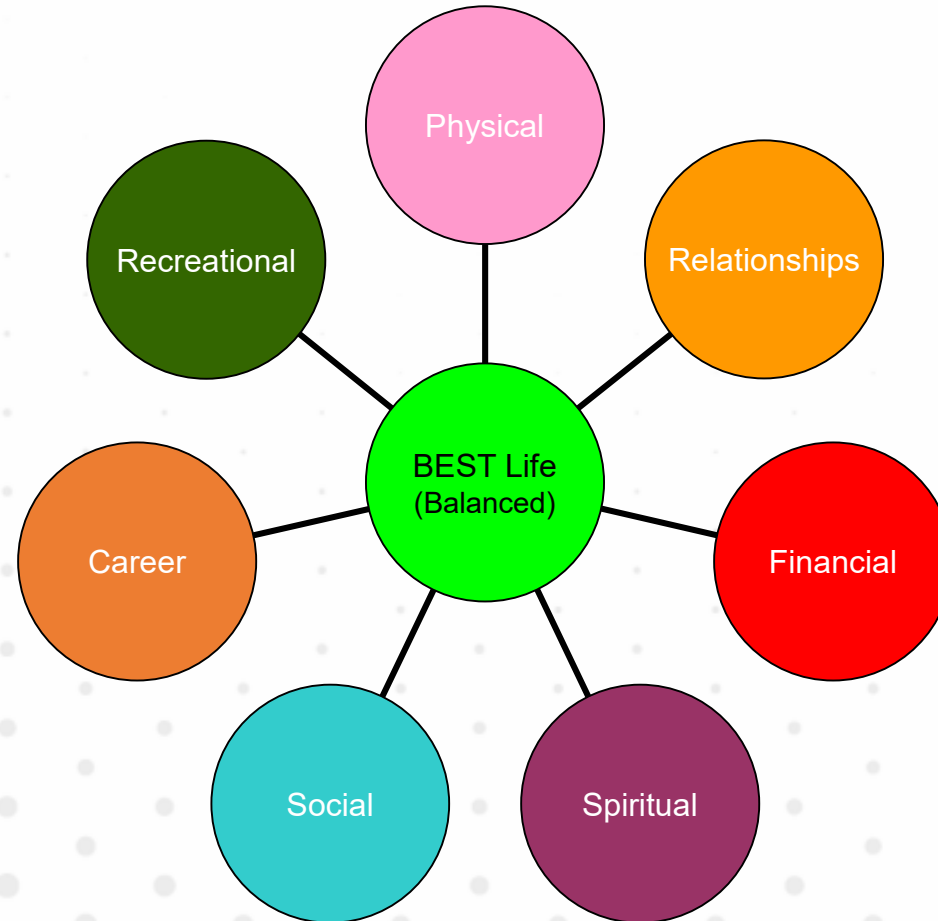 Physical
Recreational
Relationships
BEST Life
(Balanced)
Career
Financial
Social
Spiritual